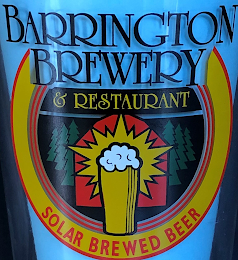 BARRINGTON
BREWERY
& RESTAURANT
SOLAR BREWED BEER